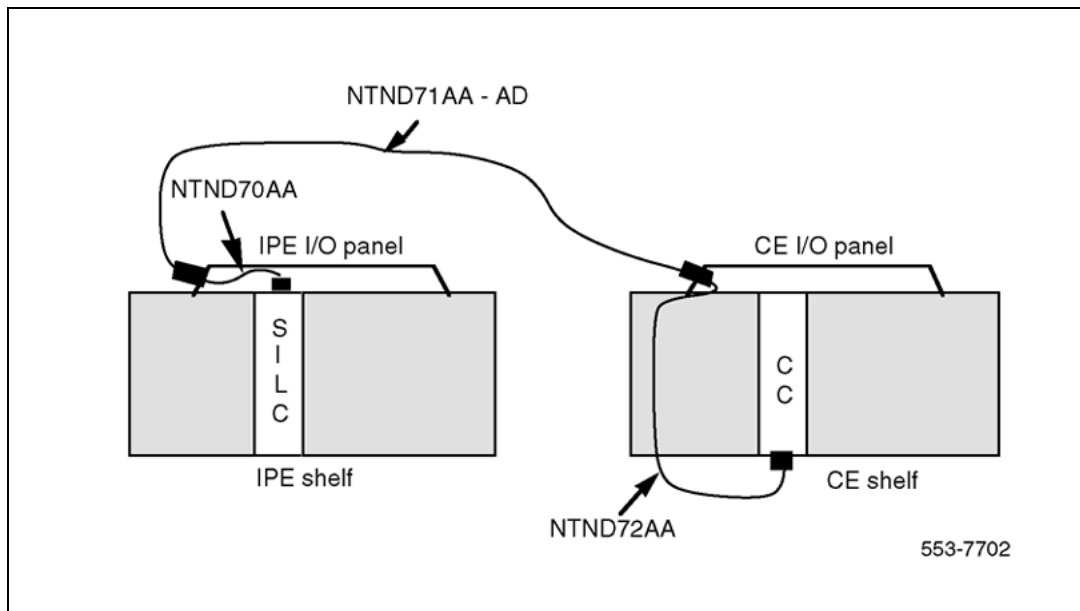 NTND71AA - AD
NTND70AA
IPE I/O panel
CE I/O panel
S
I
L
C
C
C
IPE shelf
CE shelf
NTND72AA
553-7702